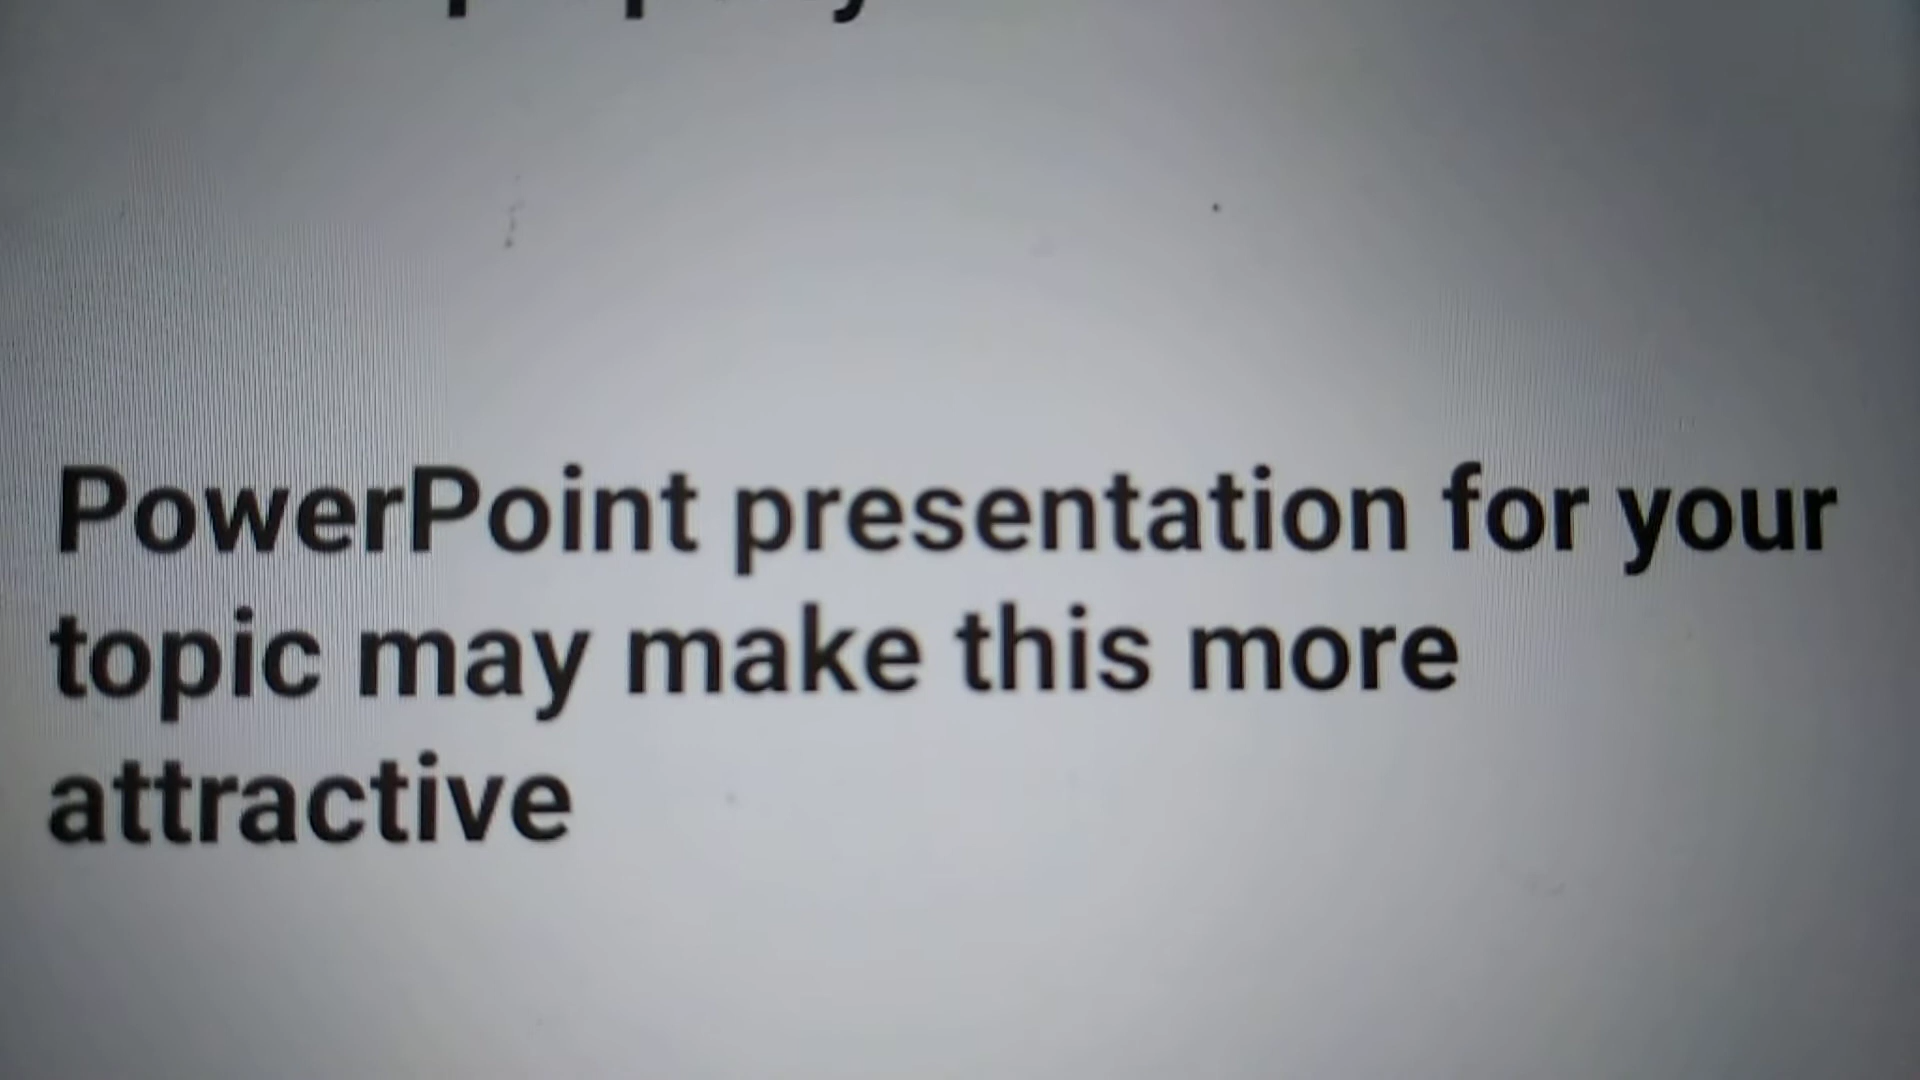 PowerPoint presentation for your
topic may make this more
attractive